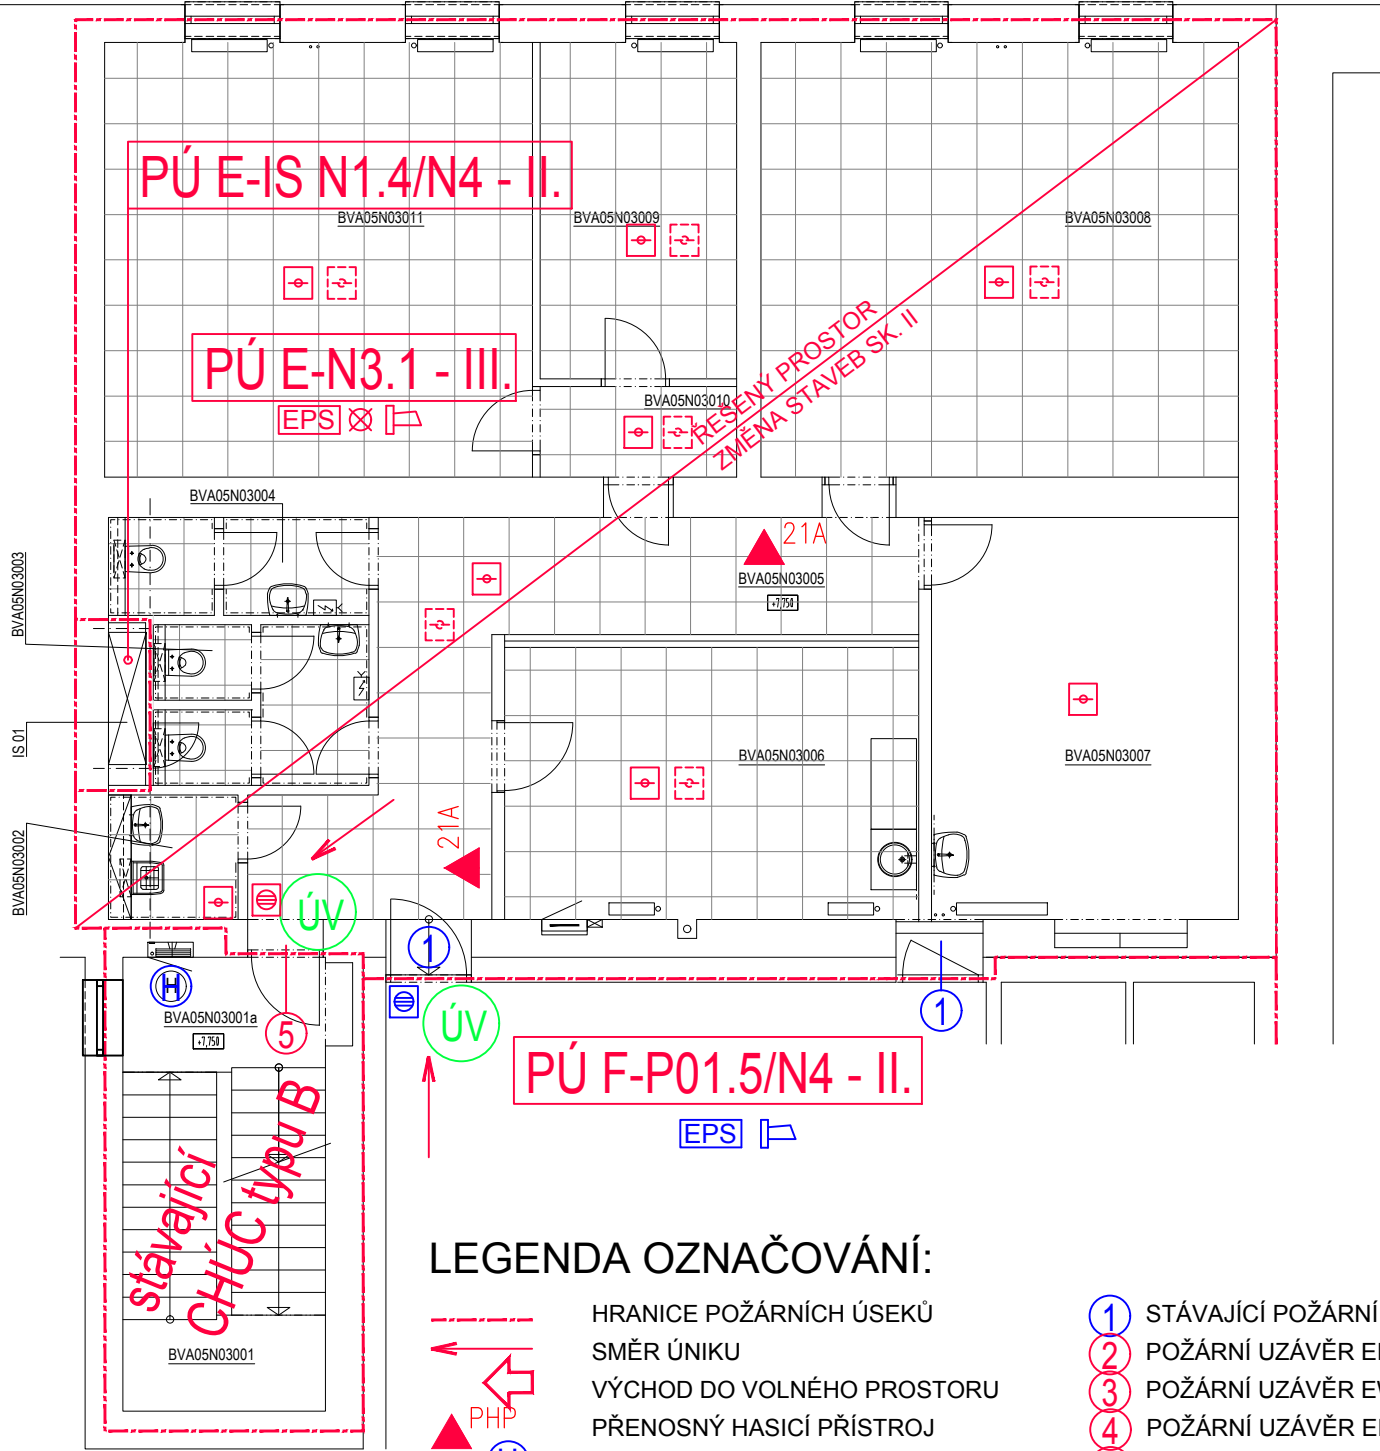 PÚ E-IS N1.4/N4 - II.
BVA05N03011
BVA05N03009
BVA05N03008
PÚ E-N3.1 - III.
EPS
BVA05N03010
ŘEŠENÝ PROSTOR
ZMĚNA STAVEB SK. II
BVA05N03004
21A
BVA05N03005
+7,750
BVA05N03003
IS 01
BVA05N03002
BVA05N03006
BVA05N03007
21A
ÚV
1
H
BVA05N03001a
+7,750
5
ÚV
1
PÚ F-P01.5/N4 - II.
EPS
stávající
CHÚC typu B
BVA05N03001
LEGENDA OZNAČOVÁNÍ:
HRANICE POŽÁRNÍCH ÚSEKŮ
SMĚR ÚNIKU
VÝCHOD DO VOLNÉHO PROSTORU
PHP
PŘENOSNÝ HASICÍ PŘÍSTROJ
1 STÁVAJÍCÍ POŽÁRNÍ
2 POŽÁRNÍ UZÁVĚR
3 POŽÁRNÍ UZÁVĚR
4 POŽÁRNÍ UZÁVĚR